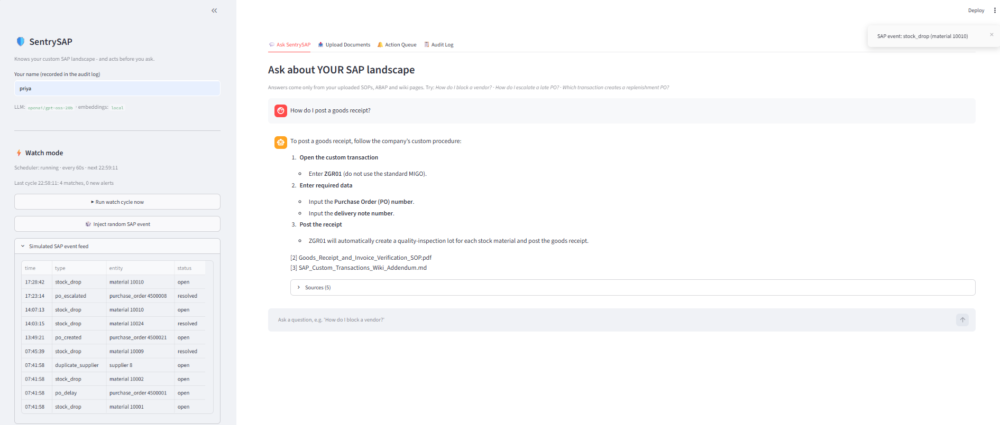 SentrySAP
Knows your custom SAP landscape - and acts before you ask.
Your name (recorded in the audit log)
priya
LLM: openai/gpt-oss-20b · embeddings: local
Watch mode
Scheduler: running · every 60s · next 22:59:11
Last cycle 22:58:11: 4 matches, 0 new alerts
Run watch cycle now
Inject random SAP event
Simulated SAP event feed
time type entity status
17:28:42 stock_drop material 10010 open
17:23:14 po_escalated purchase_order 4500008 resolved
14:07:13 stock_drop material 10010 open
14:03:15 stock_drop material 10024 resolved
13:49:21 po_created purchase_order 4500021 open
07:45:39 stock_drop material 10009 resolved
07:41:58 duplicate_supplier supplier 8 open
07:41:58 stock_drop material 10002 open
07:41:58 po_delay purchase_order 4500001 open
07:41:58 stock_drop material 10001 open
Deploy
SAP event: stock_drop (material 10010)
Ask SentrySAP Upload Documents Action Queue Audit Log
Ask about YOUR SAP landscape
Answers come only from your uploaded SOPs, ABAP and wiki pages. Try: How do I block a vendor? · How do I escalate a late PO? · Which transaction creates a replenishment PO?
How do I post a goods receipt?
To post a goods receipt, follow the company's custom procedure:
1. Open the custom transaction
Enter ZGR01 (do not use the standard MIGO).
2. Enter required data
Input the Purchase Order (PO) number.
Input the delivery note number.
3. Post the receipt
ZGR01 will automatically create a quality-inspection lot for each stock material and post the goods receipt.
[2] Goods_Receipt_and_Invoice_Verification_SOP.pdf
[3] SAP_Custom_Transactions_Wiki_Addendum.md
Sources (5)
Ask a question, e.g. 'How do I block a vendor?'